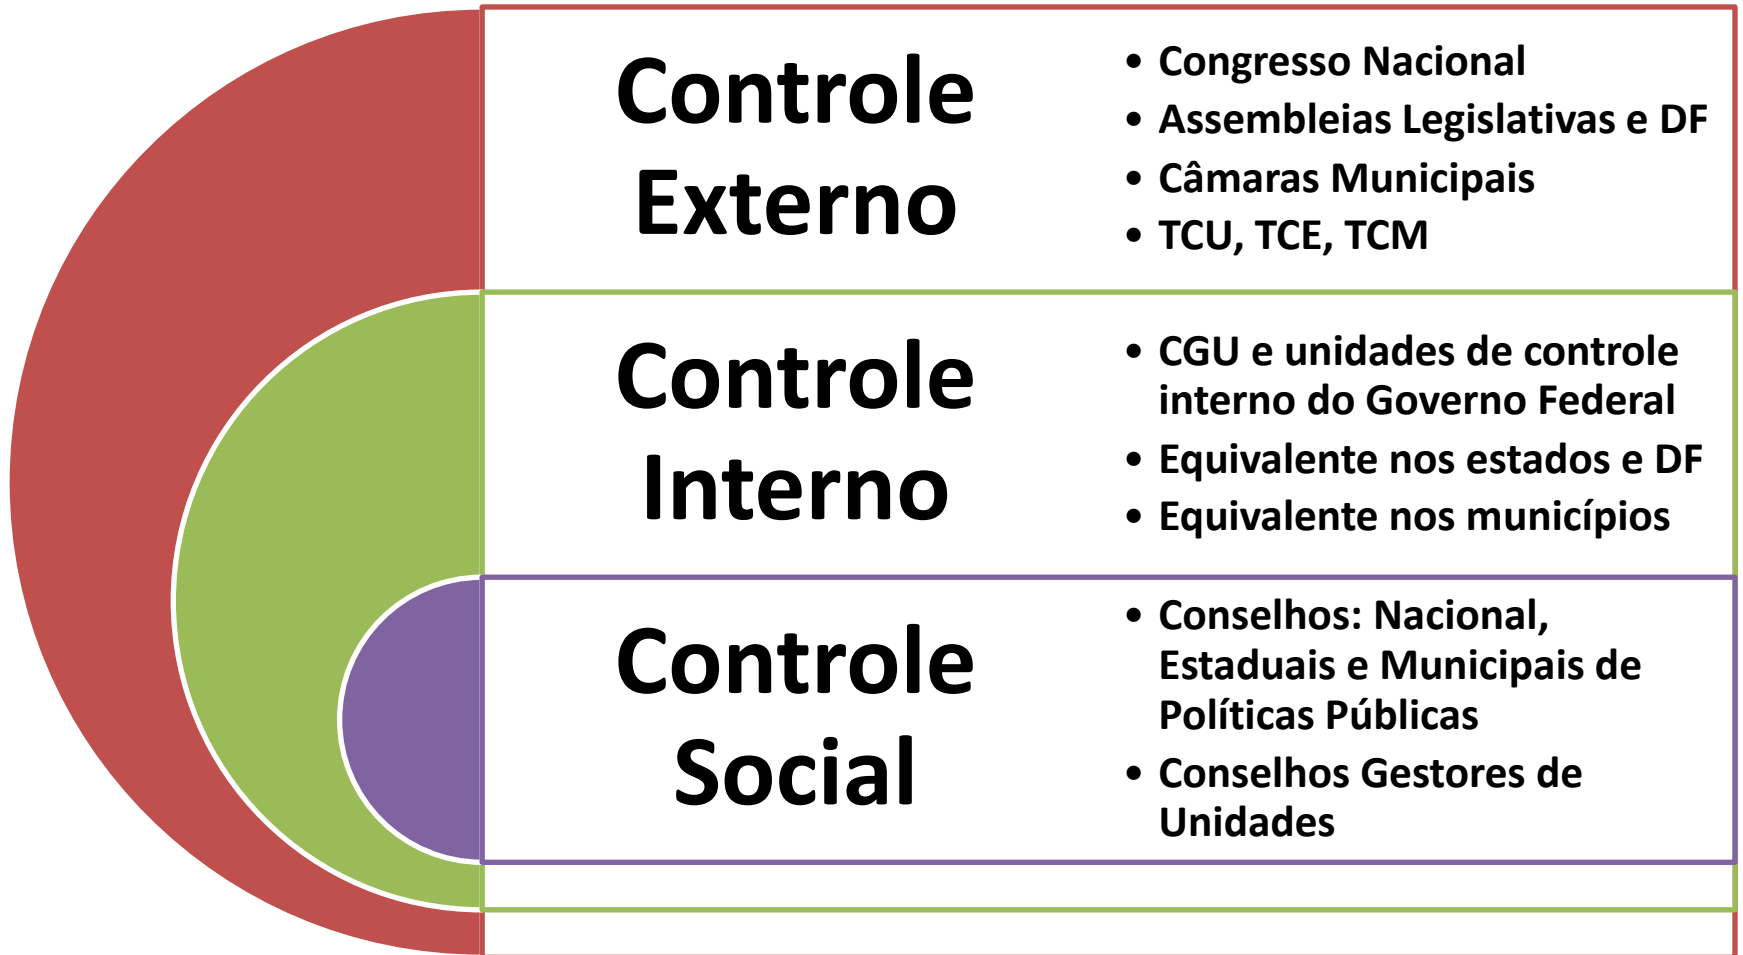 Controle
Externo
• Congresso Nacional
• Assembleias Legislativas e DF
• Câmaras Municipais
• TCU, TCE, TCM
Controle
Interno
• CGU e unidades de controle
interno do Governo Federal
• Equivalente nos estados e DF
• Equivalente nos municípios
Controle
Social
• Conselhos: Nacional,
Estaduais e Municipais de
Políticas Públicas
• Conselhos Gestores de
Unidades